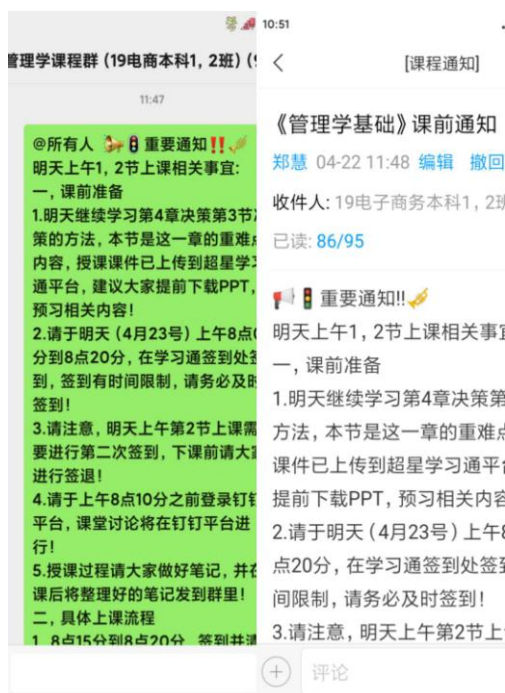 管理学课程群（19电商本科1，2班）(9
11:47
@所有人 重要通知‼
明天上午1，2节上课相关事宜:
一，课前准备
1.明天继续学习第4章决策第3节
策的方法，本节是这一章的重难
内容，授课课件已上传到超星学
通平台，建议大家提前下载PPT，
预习相关内容！
2.请于明天（4月23号）上午8点
分到8点20分，在学习通签到处
到，签到有时间限制，请务必及时
签到！
3.请注意，明天上午第2节上课需
要进行第二次签到，下课前请大
进行签退！
4.请于上午8点10分之前登录钉钉
平台，课堂讨论将在钉钉平台进
行！
5.授课过程请大家做好笔记，并在
课后将整理好的笔记发到群里！
二，具体上课流程
1 8点15分到8点20分 签到并
10:51
[课程通知]
《管理学基础》课前通知
郑慧 04-22 11:48 编辑 撤回
收件人: 19电子商务本科1，2班
已读: 86/95
重要通知‼
明天上午1，2节上课相关事宜
一，课前准备
1.明天继续学习第4章决策第
方法，本节是这一章的重难点
课件已上传到超星学习通平台
提前下载PPT，预习相关内容
2.请于明天（4月23号）上午8
点20分，在学习通签到处签到
间限制，请务必及时签到！
3.请注意，明天上午第2节上
评论